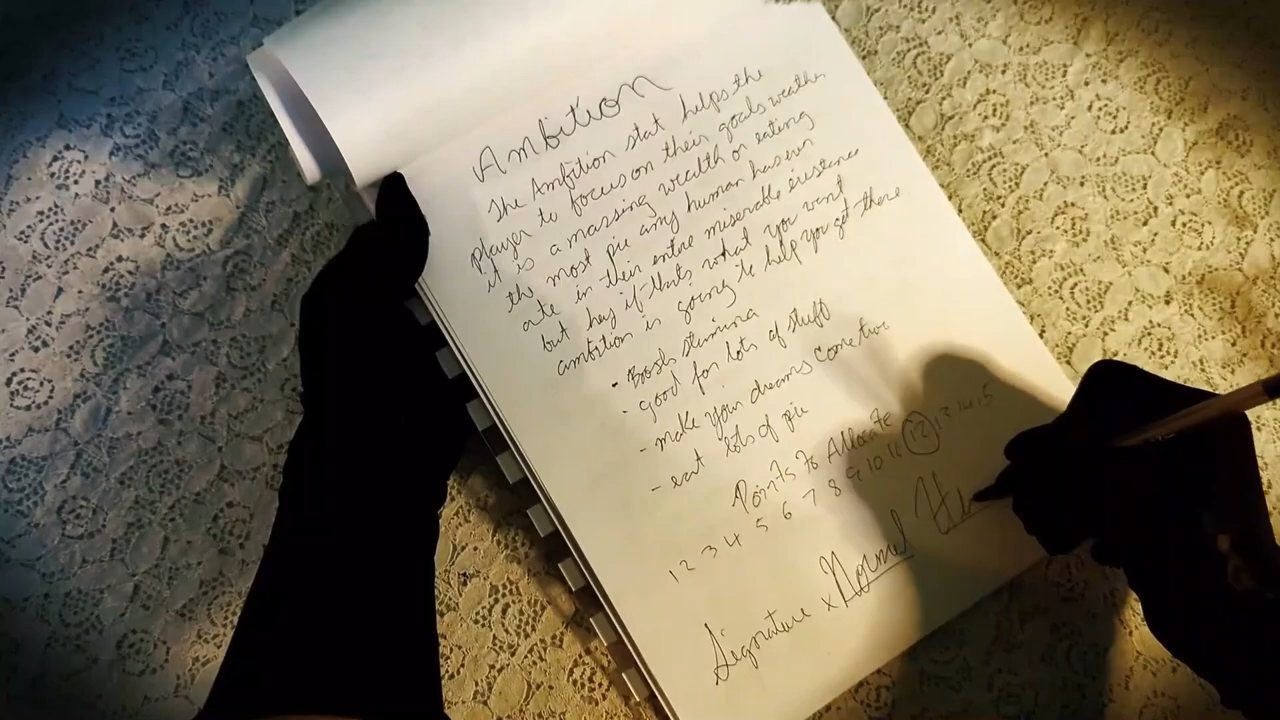 Ambition
The Ambition stat helps the
player to focus on their goals weather
it is a massing wealth or eating
the most pie any human has ever
ate in their entire miserable existence
but hey if thats what you want
ambition is going to help you get there
- Boosts stamina
- good for lots of stuff
- make your dreams come true
- eat lots of pie
Points to Allocate
1 2 3 4 5 6 7 8 9 10 11 12 13 14 15
Signature x Normal